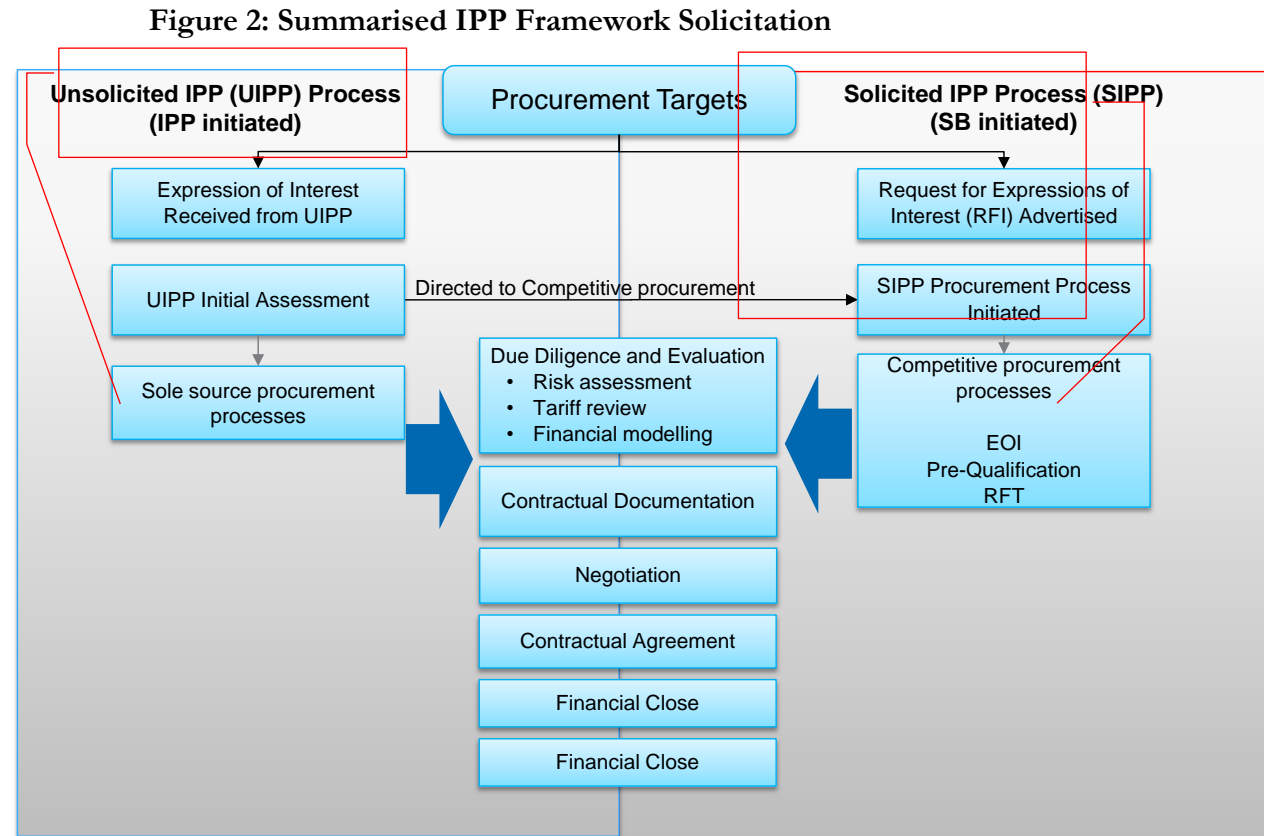 Figure 2: Summarised IPP Framework Solicitation
Unsolicited IPP (UIPP) Process
(IPP initiated)
Procurement Targets
Solicited IPP Process (SIPP)
(SB initiated)
Expression of Interest
Received from UIPP
Request for Expressions of
Interest (RFI) Advertised
UIPP Initial Assessment
Directed to Competitive procurement
SIPP Procurement Process
Initiated
Sole source procurement
processes
Due Diligence and Evaluation
• Risk assessment
• Tariff review
• Financial modelling
Competitive procurement
processes
EOI
Pre-Qualification
RFT
Contractual Documentation
Negotiation
Contractual Agreement
Financial Close
Financial Close